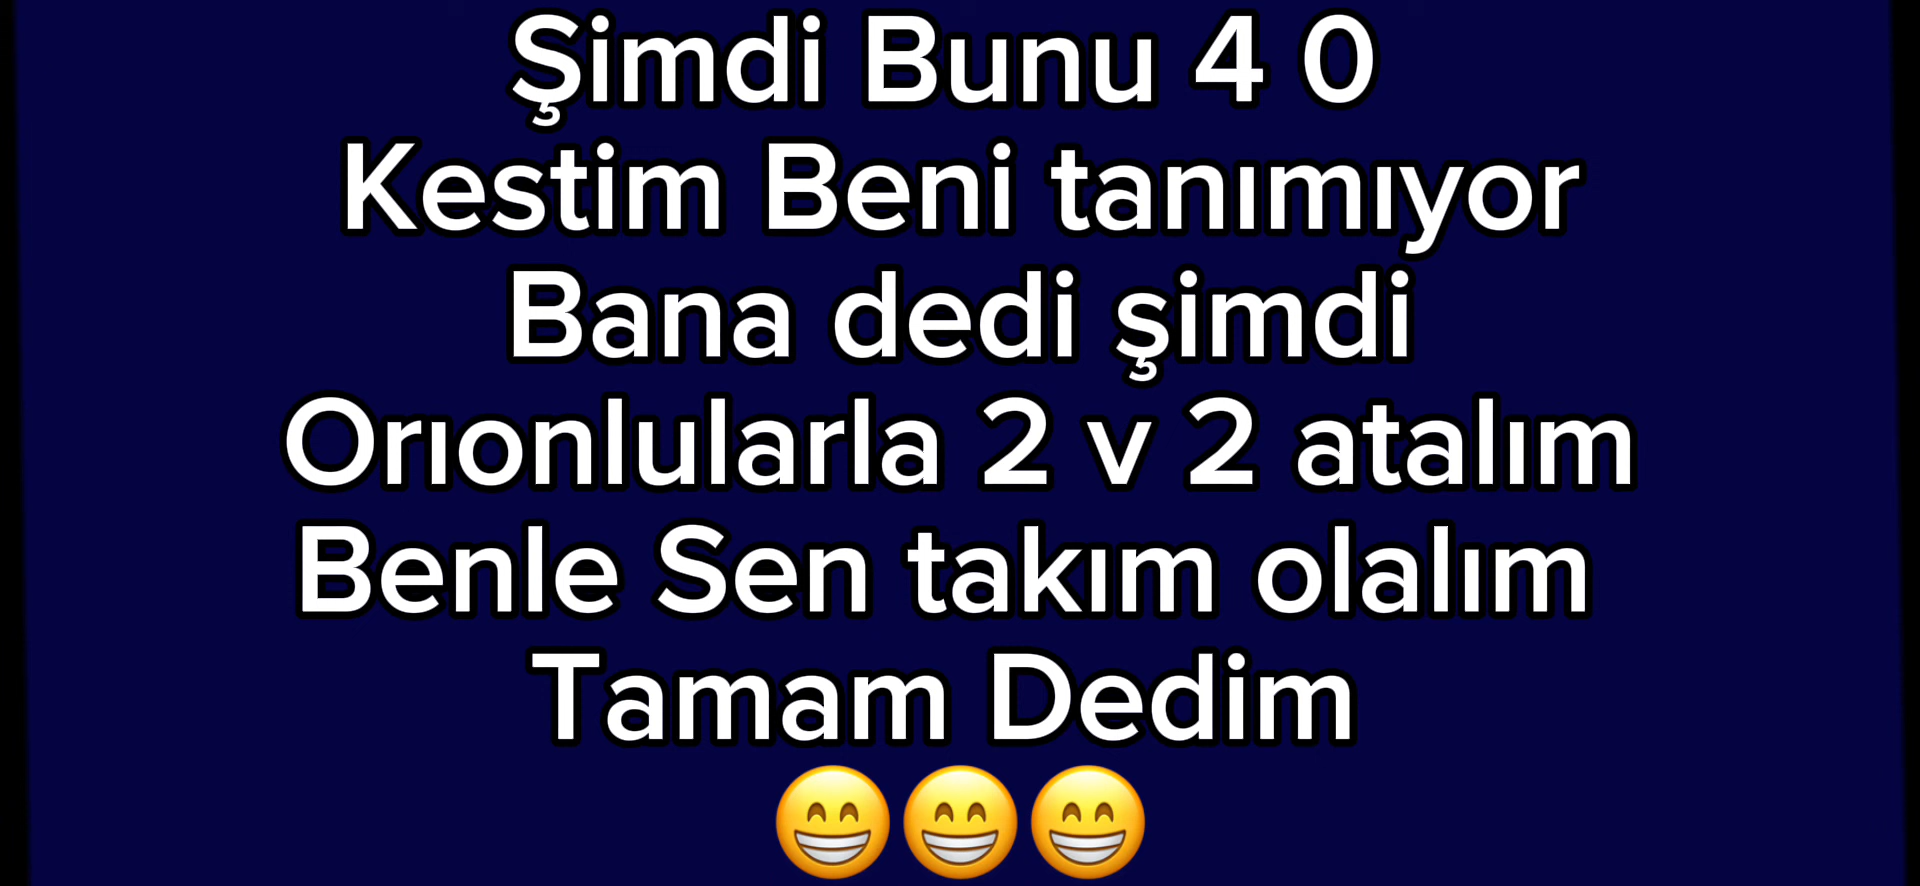 Şimdi Bunu 4 0
Kestim Beni tanımıyor
Bana dedi şimdi
Orıonlularla 2 v 2 atalım
Benle Sen takım olalım
Tamam Dedim
😁😁😁